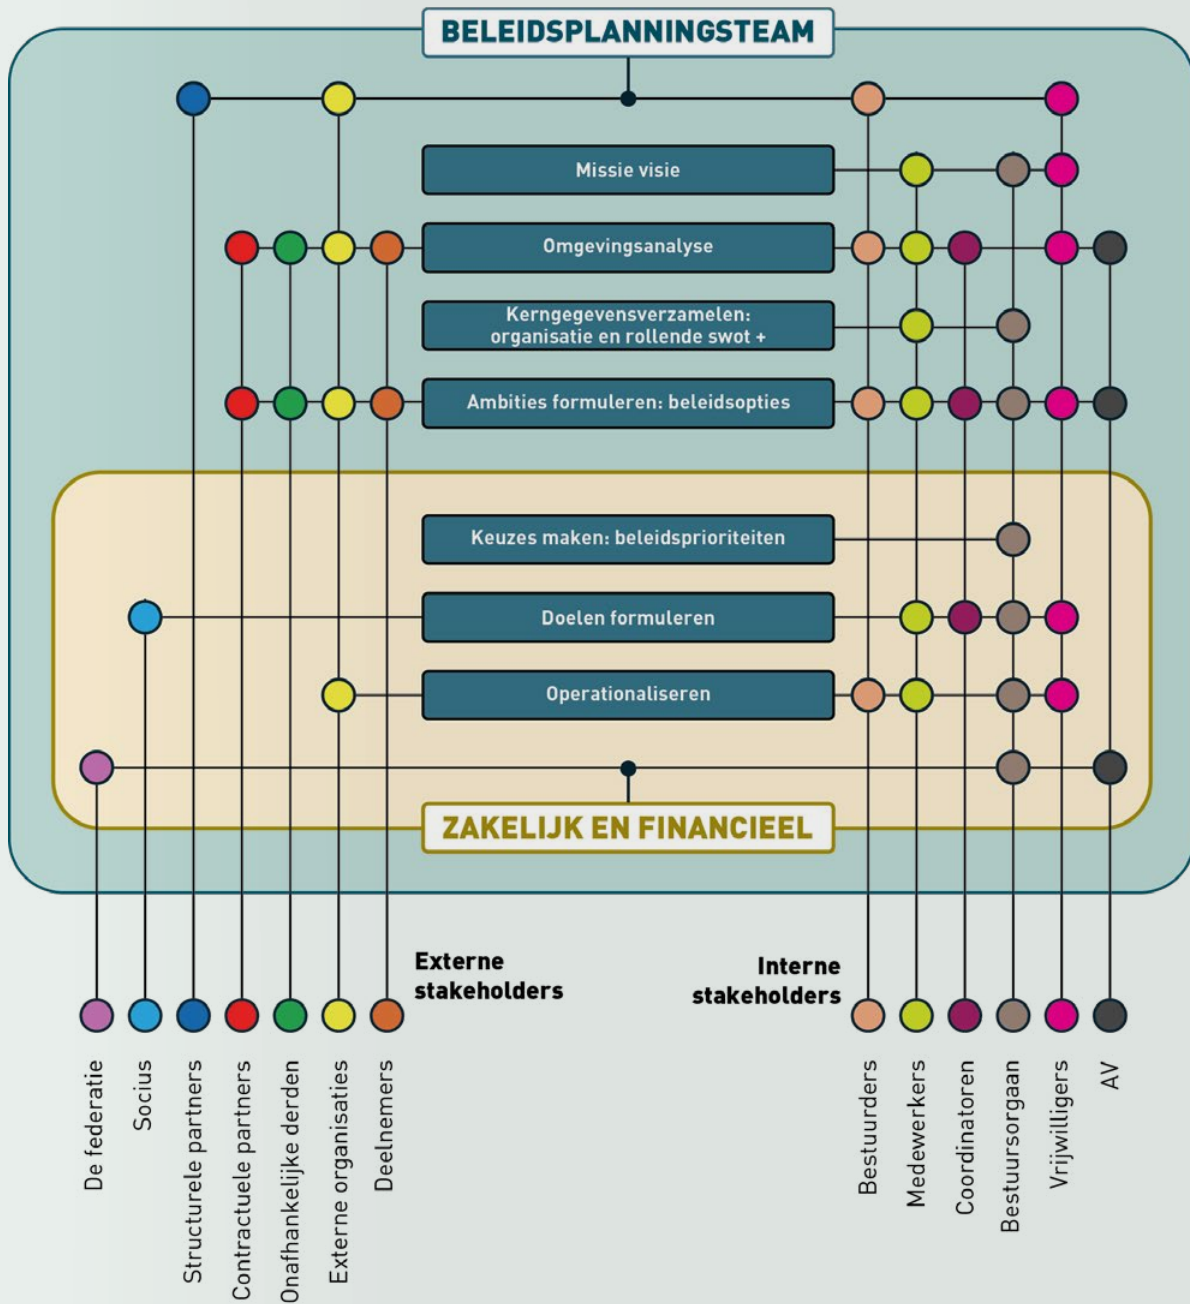 BELEIDSPLANNINGSTEAM
Missie visie
Omgevingsanalyse
Kerngegevensverzamelen:
organisatie en rollende swot +
Ambities formuleren: beleidsopties
Keuzes maken: beleidsprioriteiten
Doelen formuleren
Operationaliseren
ZAKELIJK EN FINANCIEEL
Externe
stakeholders
Interne
stakeholders
De federatie
Socius
Structurele partners
Contractuele partners
Onafhankelijke derden
Externe organisaties
Deelnemers
Bestuurders
Medewerkers
Coordinatoren
Bestuursorgaan
Vrijwilligers
AV